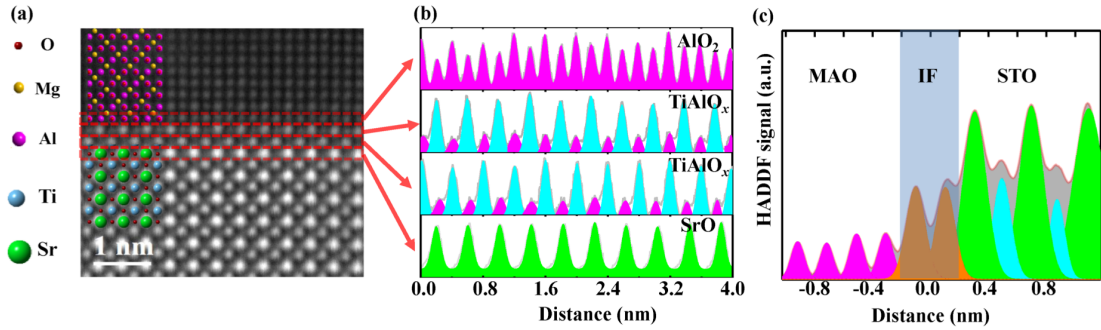 (a)
O
Mg
Al
Ti
Sr
1 nm
(b)
AlO2
TiAlOx
TiAlOx
SrO
0.0 0.8 1.6 2.4 3.2 4.0
Distance (nm)
(c)
MAO IF STO
HADDF signal (a.u.)
-0.8 -0.4 0.0 0.4 0.8
Distance (nm)